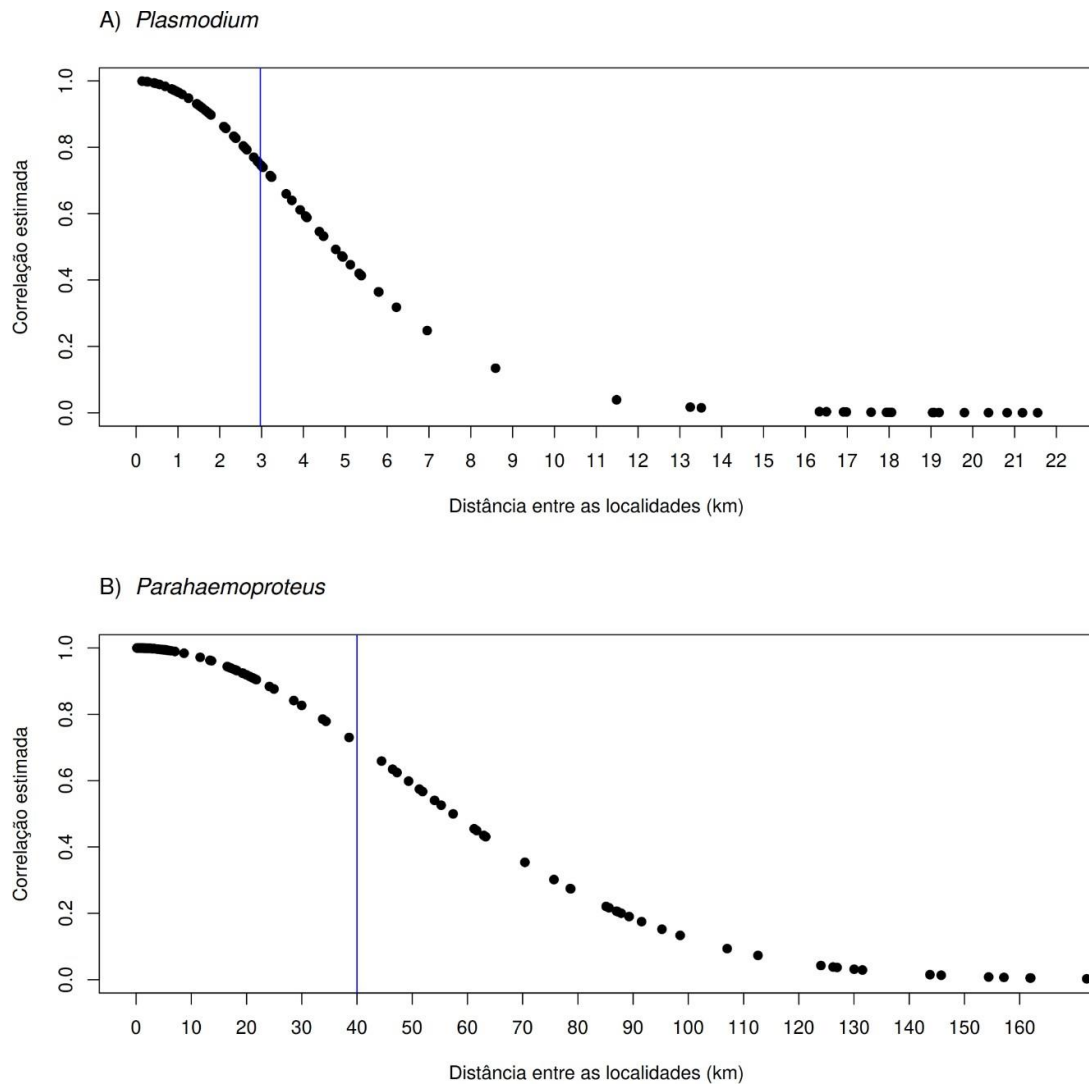 A) Plasmodium
Correlação estimada
1.0
0.8
0.6
0.4
0.2
0.0
0 1 2 3 4 5 6 7 8 9 10 11 12 13 14 15 16 17 18 19 20 21 22
Distância entre as localidades (km)
B) Parahaemoproteus
Correlação estimada
1.0
0.8
0.6
0.4
0.2
0.0
0 10 20 30 40 50 60 70 80 90 100 110 120 130 140 150 160
Distância entre as localidades (km)